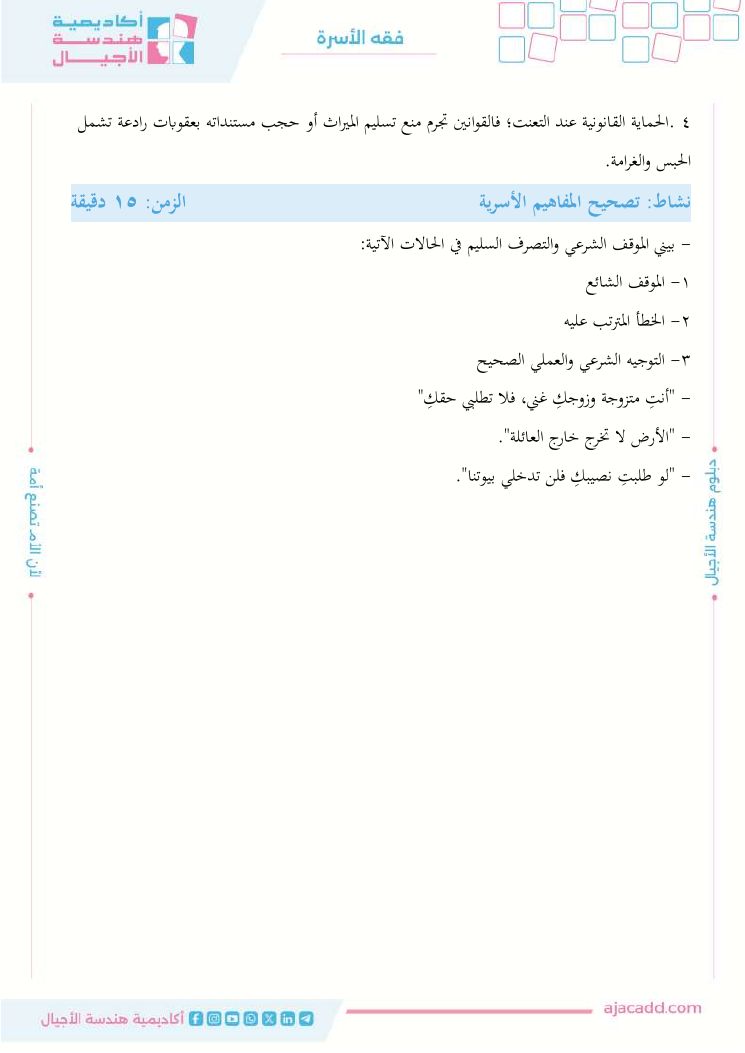 أكاديمية
هندسة
الأجيال
فقه الأسرة
٤ .الحماية القانونية عند التعنت؛ فالقوانين تجرم منع تسليم الميراث أو حجب مستنداته بعقوبات رادعة تشمل
الحبس والغرامة.
نشاط: تصحيح المفاهيم الأسرية الزمن: ١٥ دقيقة
– بيني الموقف الشرعي والتصرف السليم في الحالات الآتية:
١– الموقف الشائع
٢– الخطأ المترتب عليه
٣– التوجيه الشرعي والعملي الصحيح
– "أنتِ متزوجة وزوجكِ غني، فلا تطلبي حقكِ"
– "الأرض لا تخرج خارج العائلة".
– "لو طلبتِ نصيبكِ فلن تدخلي بيوتنا".
دبلوم هندسة الأجيال
لأن الأم تصنع أمة
ajacadd.com
أكاديمية هندسة الأجيال